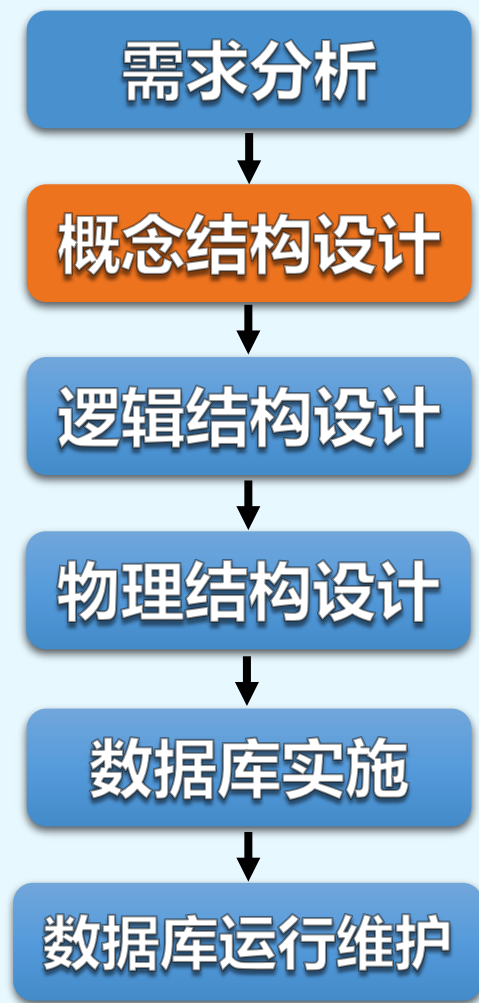 需求分析
概念结构设计
逻辑结构设计
物理结构设计
数据库实施
数据库运行维护